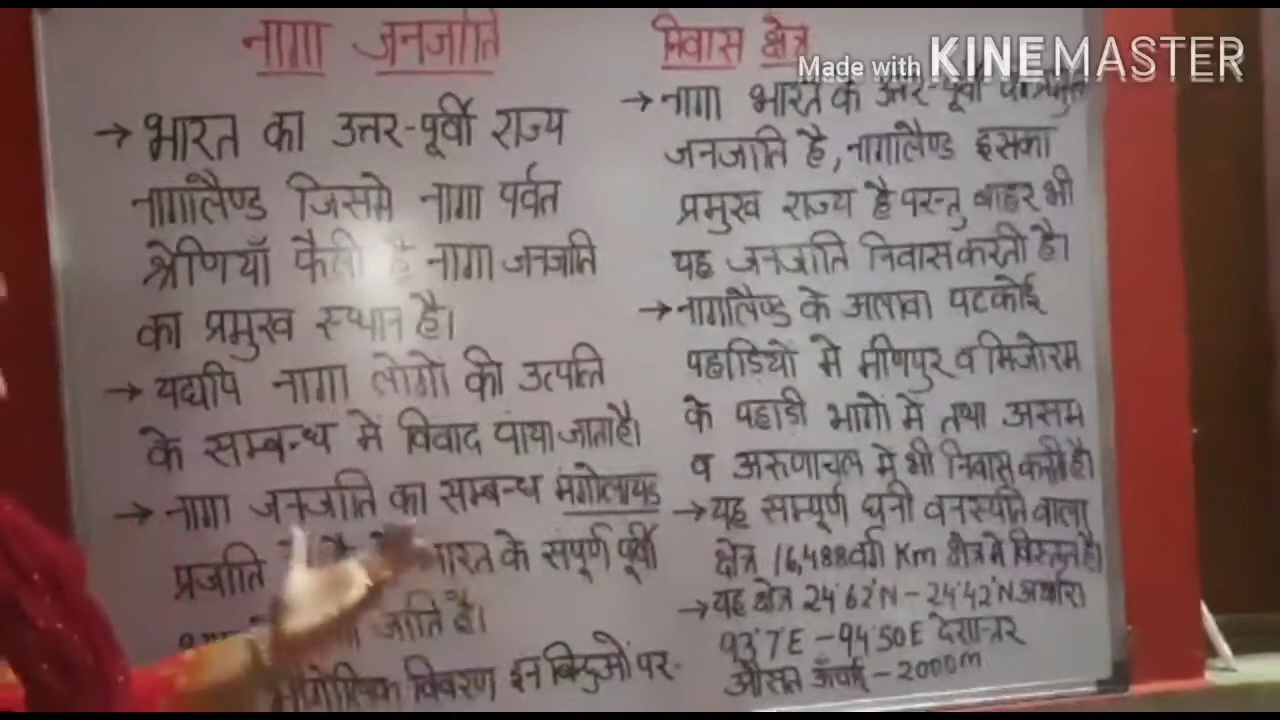 नागा जनजाति
→ भारत का उत्तर-पूर्वी राज्य
नागालैण्ड जिसमे नागा पर्वत
श्रेणियाँ फैली है नागा जनजाति
का प्रमुख स्थान है।
→ यद्यपि नागा लोगों की उत्पत्ति
के सम्बन्ध में विवाद पाया जाता है।
→ नागा जनजाति का सम्बन्ध मंगोलायड
प्रजाति भारत के संपूर्ण पूर्वी
जाति है।
भौगोलिक विवरण इन बिन्दुओं पर-
निवास क्षेत्र
Made with KINEMASTER
→ नागा भारत के उत्तर-पूर्वी
जनजाति है, नागालैण्ड इसका
प्रमुख राज्य है परन्तु बाहर भी
यह जनजाति निवास करती है।
→ नागालैण्ड के अलावा पटकोई
पहाडियों मे मणिपुर व मिजोरम
के पहाडी भागों में तथा असम
व अरुणाचल में भी निवास करती है।
→ यह सम्पूर्ण घनी वनस्पति वाला
क्षेत्र 16,488 वर्ग Km क्षेत्र मे विस्तृत है।
→ यह क्षेत्र 24°62'N - 24°42'N अक्षांश
93°7'E - 94°50'E देशान्तर
औसत ऊँचाई - 2000m